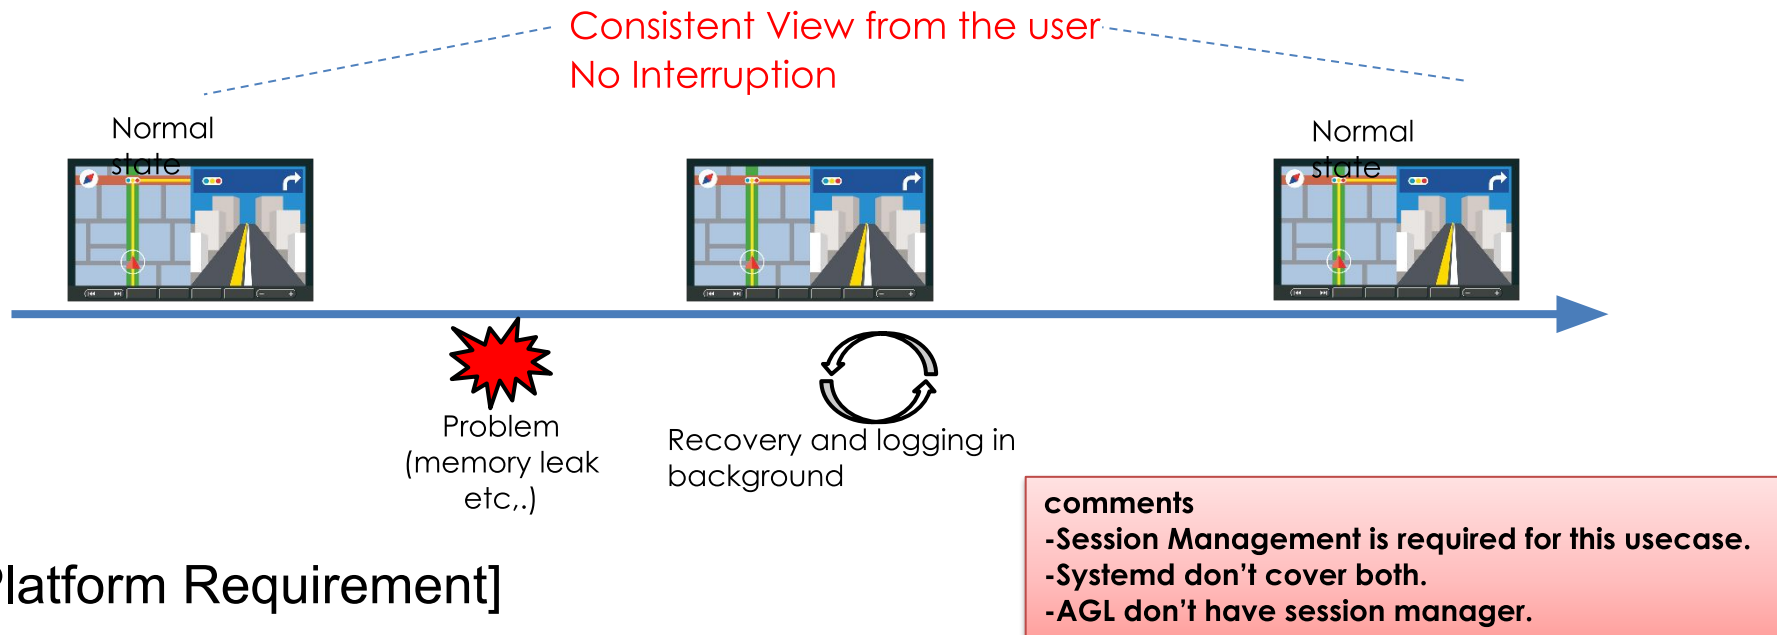 Consistent View from the user
No Interruption
Normal
state
Normal
state
Problem
(memory leak
etc,.)
Recovery and logging in
background
comments
-Session Management is required for this usecase.
-Systemd don’t cover both.
-AGL don’t have session manager.
Platform Requirement]